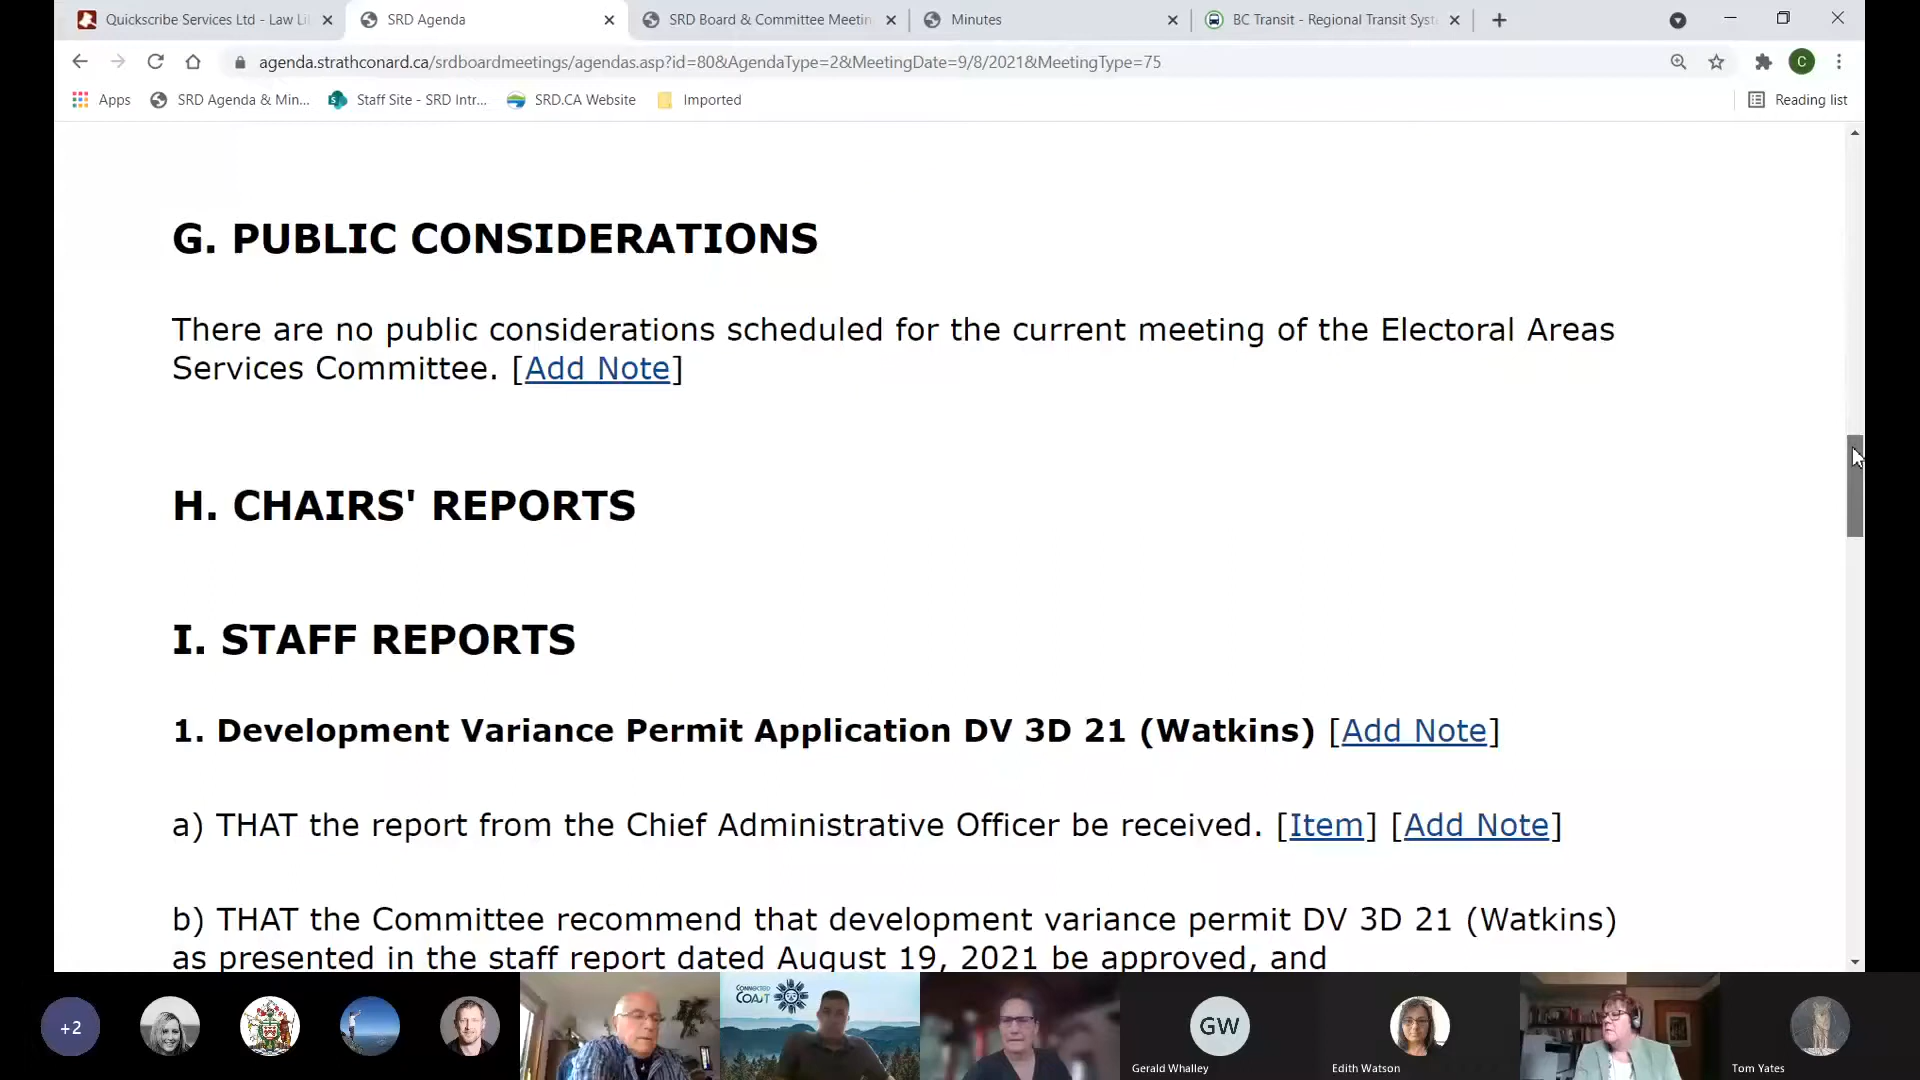 Quickscribe Services Ltd - Law Li
SRD Agenda
SRD Board & Committee Meetin
Minutes
BC Transit - Regional Transit Syst
agenda.strathconard.ca/srdboardmeetings/agendas.asp?id=80&AgendaType=2&MeetingDate=9/8/2021&MeetingType=75
C
Apps
SRD Agenda & Min...
Staff Site - SRD Intr...
SRD.CA Website
Imported
Reading list
G. PUBLIC CONSIDERATIONS
There are no public considerations scheduled for the current meeting of the Electoral Areas
Services Committee. [Add Note]
H. CHAIRS' REPORTS
I. STAFF REPORTS
1. Development Variance Permit Application DV 3D 21 (Watkins) [Add Note]
a) THAT the report from the Chief Administrative Officer be received. [Item] [Add Note]
b) THAT the Committee recommend that development variance permit DV 3D 21 (Watkins)
as presented in the staff report dated August 19, 2021 be approved, and
+2
CONNECTED
COAST
GW
Gerald Whalley
Edith Watson
Tom Yates